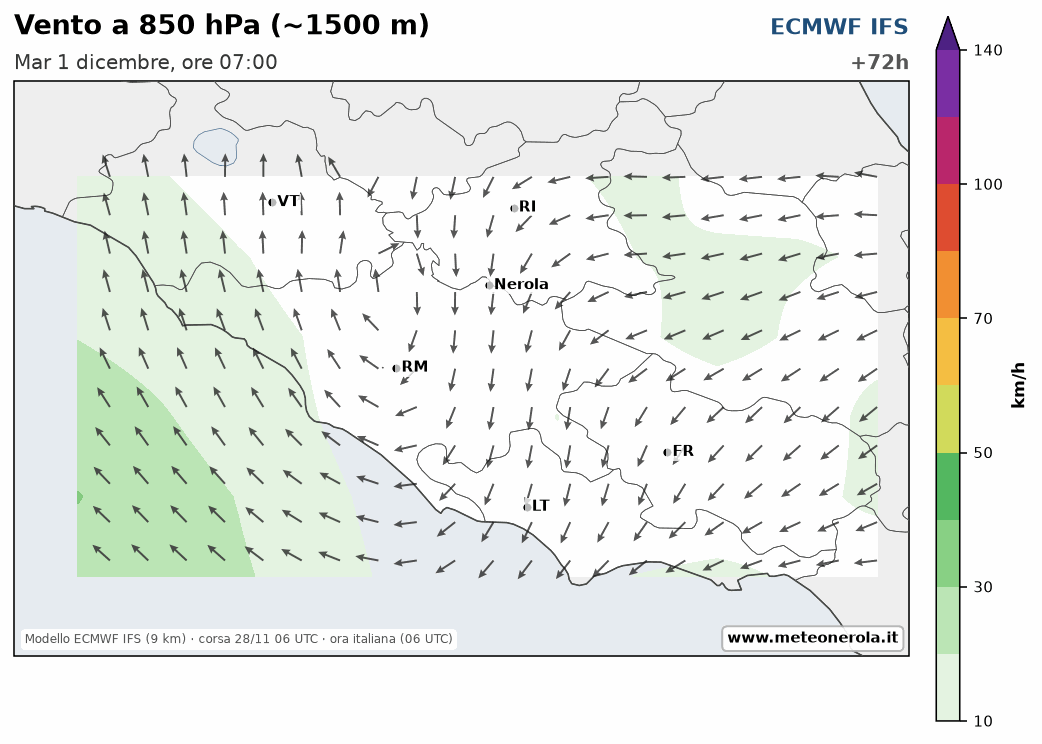 Vento a 850 hPa (~1500 m)
ECMWF IFS
Mar 1 dicembre, ore 07:00
+72h
140
100
70
50
30
10
km/h
VT
RI
Nerola
RM
FR
LT
Modello ECMWF IFS (9 km) · corsa 28/11 06 UTC · ora italiana (06 UTC)
www.meteonerola.it